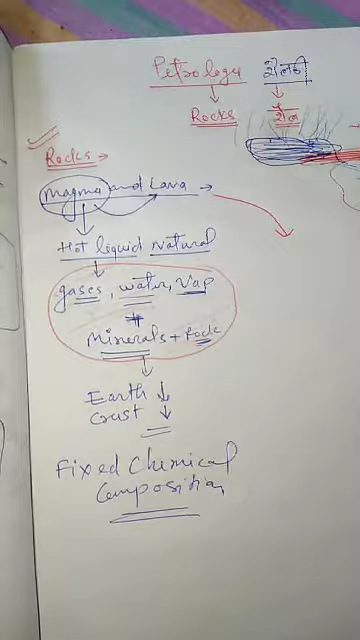 Petrology शैलकी
Rocks शैल
Rocks →
Magma and Lava →
Hot liquid Natural
gases, water, Vap
+
Minerals + Rock
Earth
Crust
Fixed Chemical
Composition